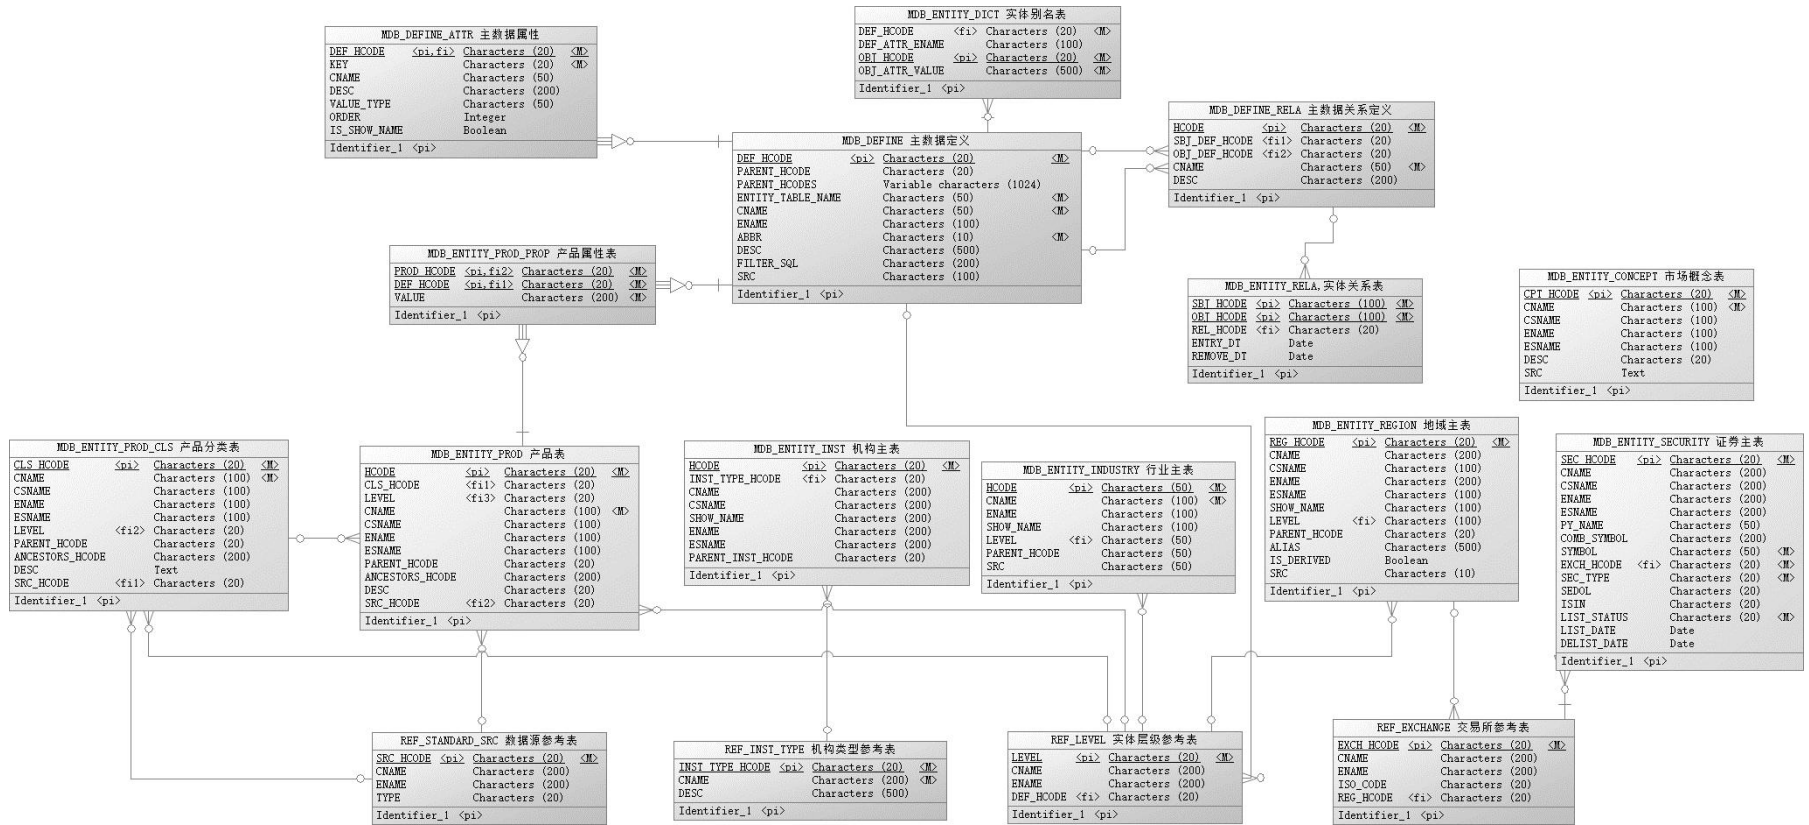 MDB_DEFINE_ATTR 主数据属性
DEF_HCODE <pi,fi> Characters (20) <M>
KEY Characters (20) <M>
CNAME Characters (50)
DESC Characters (200)
VALUE_TYPE Characters (50)
ORDER Integer
IS_SHOW_NAME Boolean
Identifier_1 <pi>
MDB_ENTITY_DICT 实体别名表
DEF_HCODE <fi> Characters (20) <M>
DEF_ATTR_ENAME Characters (100)
OBJ_HCODE <pi> Characters (20) <M>
OBJ_ATTR_VALUE Characters (500) <M>
Identifier_1 <pi>
MDB_DEFINE_RELA 主数据关系定义
HCODE <pi> Characters (20) <M>
SBJ_DEF_HCODE <fi1> Characters (20)
OBJ_DEF_HCODE <fi2> Characters (20)
CNAME Characters (50) <M>
DESC Characters (200)
Identifier_1 <pi>
MDB_DEFINE 主数据定义
DEF_HCODE <pi> Characters (20) <M>
PARENT_HCODE Characters (20)
PARENT_HCODES Variable characters (1024)
ENTITY_TABLE_NAME Characters (50) <M>
CNAME Characters (50) <M>
ENAME Characters (100)
ABBR Characters (10) <M>
DESC Characters (500)
FILTER_SQL Characters (200)
SRC Characters (100)
Identifier_1 <pi>
MDB_ENTITY_PROD_PROP 产品属性表
PROD_HCODE <pi,fi2> Characters (20) <M>
DEF_HCODE <pi,fi1> Characters (20) <M>
VALUE Characters (200) <M>
Identifier_1 <pi>
MDB_ENTITY_RELA,实体关系表
SBJ_HCODE <pi> Characters (100) <M>
OBJ_HCODE <pi> Characters (100) <M>
REL_HCODE <fi> Characters (20)
ENTRY_DT Date
REMOVE_DT Date
Identifier_1 <pi>
MDB_ENTITY_CONCEPT 市场概念表
CPT_HCODE <pi> Characters (20) <M>
CNAME Characters (100) <M>
CSNAME Characters (100)
ENAME Characters (100)
ESNAME Characters (100)
DESC Characters (20)
SRC Text
Identifier_1 <pi>
MDB_ENTITY_PROD_CLS 产品分类表
CLS_HCODE <pi> Characters (20) <M>
CNAME Characters (100) <M>
CSNAME Characters (100)
ENAME Characters (100)
ESNAME Characters (100)
LEVEL <fi2> Characters (20)
PARENT_HCODE Characters (20)
ANCESTORS_HCODE Characters (200)
DESC Text
SRC_HCODE <fi1> Characters (20)
Identifier_1 <pi>
MDB_ENTITY_PROD 产品表
HCODE <pi> Characters (20) <M>
CLS_HCODE <fi1> Characters (20)
LEVEL <fi3> Characters (20)
CNAME Characters (100) <M>
CSNAME Characters (100)
ENAME Characters (100)
ESNAME Characters (100)
PARENT_HCODE Characters (20)
ANCESTORS_HCODE Characters (200)
DESC Characters (20)
SRC_HCODE <fi2> Characters (20)
Identifier_1 <pi>
MDB_ENTITY_INST 机构主表
HCODE <pi> Characters (20) <M>
INST_TYPE_HCODE <fi> Characters (20)
CNAME Characters (200)
CSNAME Characters (200)
SHOW_NAME Characters (200)
ENAME Characters (200)
ESNAME Characters (200)
PARENT_INST_HCODE Characters (20)
Identifier_1 <pi>
MDB_ENTITY_INDUSTRY 行业主表
HCODE <pi> Characters (50) <M>
CNAME Characters (100) <M>
ENAME Characters (100)
SHOW_NAME Characters (100)
LEVEL <fi> Characters (50)
PARENT_HCODE Characters (50)
SRC Characters (50)
Identifier_1 <pi>
MDB_ENTITY_REGION 地域主表
REG_HCODE <pi> Characters (20) <M>
CNAME Characters (200)
CSNAME Characters (100)
ENAME Characters (200)
ESNAME Characters (100)
SHOW_NAME Characters (100)
LEVEL <fi> Characters (100)
PARENT_HCODE Characters (20)
ALIAS Characters (500)
IS_DERIVED Boolean
SRC Characters (10)
Identifier_1 <pi>
MDB_ENTITY_SECURITY 证券主表
SEC_HCODE <pi> Characters (20) <M>
CNAME Characters (200)
CSNAME Characters (200)
ENAME Characters (200)
ESNAME Characters (200)
PY_NAME Characters (50)
COMB_SYMBOL Characters (200)
SYMBOL Characters (50) <M>
EXCH_HCODE <fi> Characters (20) <M>
SEC_TYPE Characters (20) <M>
SEDOL Characters (20)
ISIN Characters (20)
LIST_STATUS Characters (20) <M>
LIST_DATE Date
DELIST_DATE Date
Identifier_1 <pi>
REF_STANDARD_SRC 数据源参考表
SRC_HCODE <pi> Characters (20) <M>
CNAME Characters (200)
ENAME Characters (200)
TYPE Characters (20)
Identifier_1 <pi>
REF_INST_TYPE 机构类型参考表
INST_TYPE_HCODE <pi> Characters (20) <M>
CNAME Characters (200) <M>
DESC Characters (500)
Identifier_1 <pi>
REF_LEVEL 实体层级参考表
LEVEL <pi> Characters (20) <M>
CNAME Characters (200)
ENAME Characters (200)
DEF_HCODE <fi> Characters (20)
Identifier_1 <pi>
REF_EXCHANGE 交易所参考表
EXCH_HCODE <pi> Characters (20) <M>
CNAME Characters (200)
ENAME Characters (200)
ISO_CODE Characters (20)
REG_HCODE <fi> Characters (20)
Identifier_1 <pi>